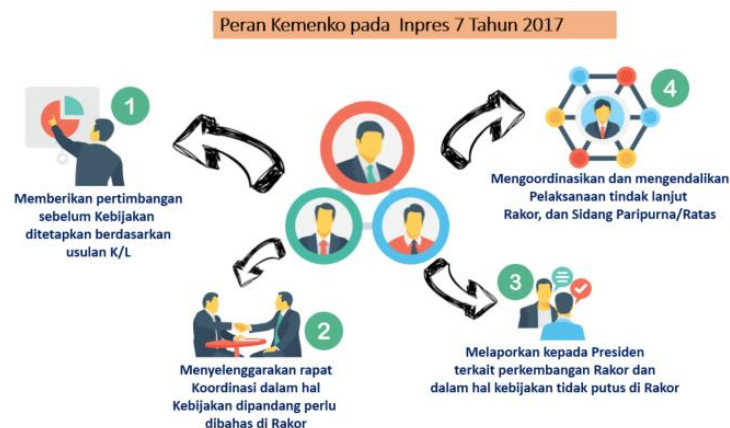 Peran Kemenko pada Inpres 7 Tahun 2017
1
Memberikan pertimbangan
sebelum Kebijakan
ditetapkan berdasarkan
usulan K/L
2
Menyelenggarakan rapat
Koordinasi dalam hal
Kebijakan dipandang perlu
dibahas di Rakor
3
Melaporkan kepada Presiden
terkait perkembangan Rakor dan
dalam hal kebijakan tidak putus di Rakor
4
Mengoordinasikan dan mengendalikan
Pelaksanaan tindak lanjut
Rakor, dan Sidang Paripurna/Ratas